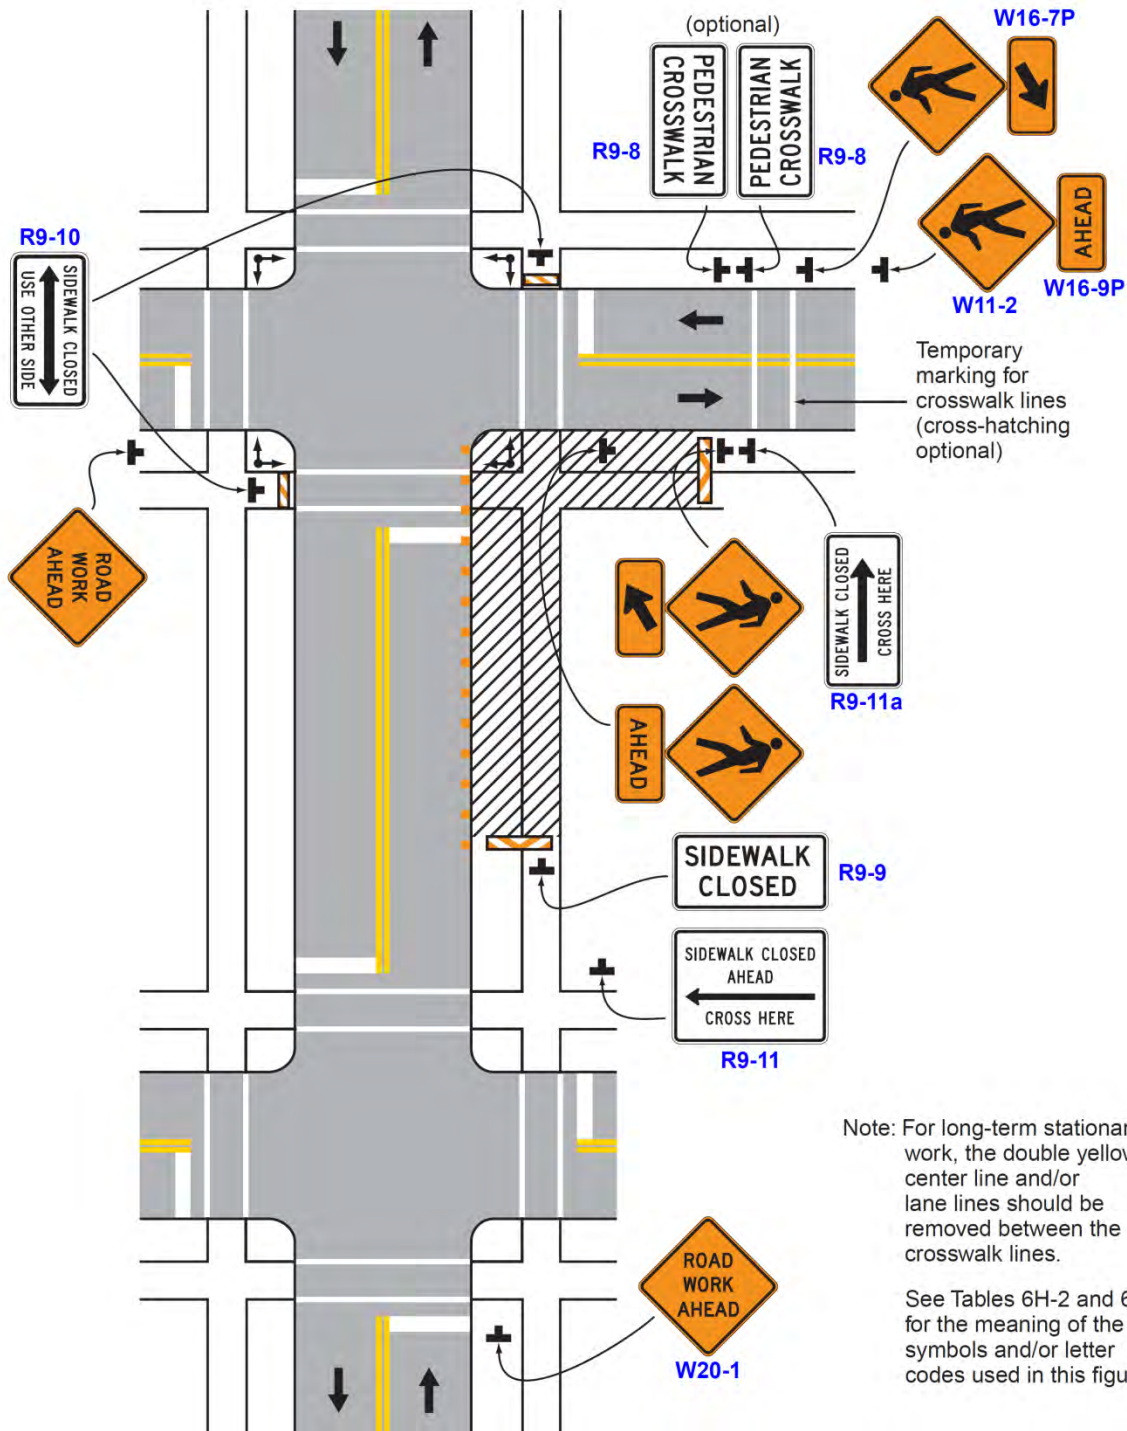 (optional)
W16-7P
PEDESTRIAN
CROSSWALK
PEDESTRIAN
CROSSWALK
R9-8
R9-8
AHEAD
W16-9P
W11-2
R9-10
SIDEWALK CLOSED
USE OTHER SIDE
Temporary
marking for
crosswalk lines
(cross-hatching
optional)
ROAD
WORK
AHEAD
SIDEWALK CLOSED
CROSS HERE
R9-11a
AHEAD
SIDEWALK
CLOSED
R9-9
SIDEWALK CLOSED
AHEAD
CROSS HERE
R9-11
Note: For long-term
work, the double
center line and/or
lane lines should be
removed between the
crosswalk lines.
ROAD
WORK
AHEAD
W20-1
See Tables 6H-2 and
for the meaning of the
symbols and/or letter
codes used in this